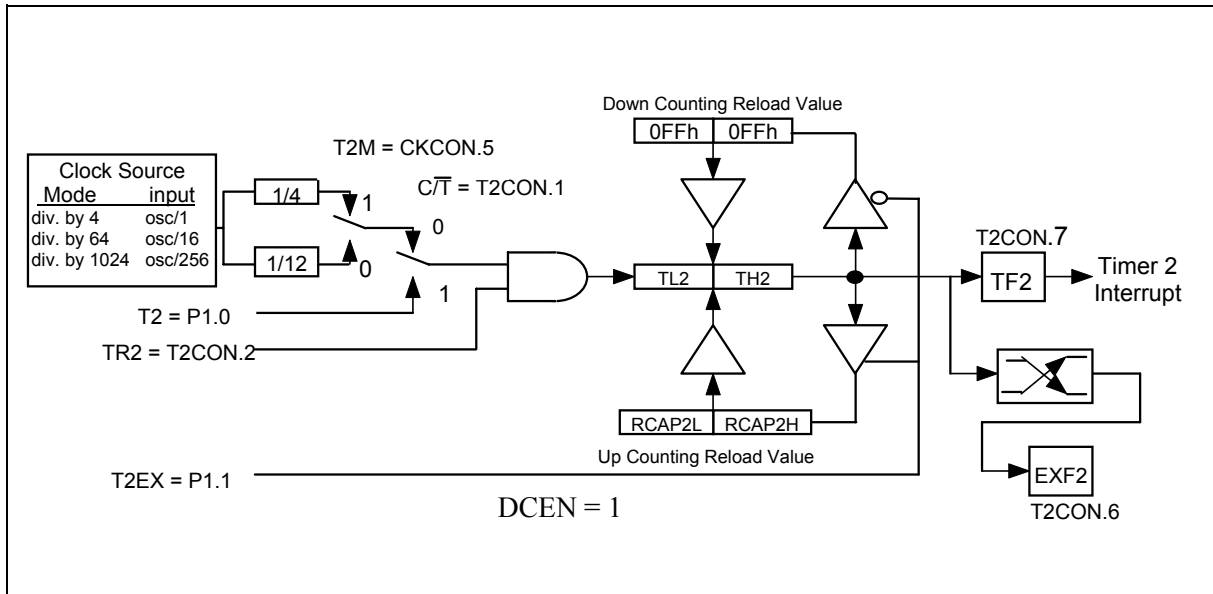 Down Counting Reload Value
0FFh 0FFh
T2M = CKCON.5
C/T̅ = T2CON.1
Clock Source
Mode input
div. by 4 osc/1
div. by 64 osc/16
div. by 1024 osc/256
1/4
1
0
1/12
0
1
T2 = P1.0
TR2 = T2CON.2
TL2 TH2
T2CON.7
TF2
Timer 2
Interrupt
RCAP2L RCAP2H
Up Counting Reload Value
T2EX = P1.1
DCEN = 1
EXF2
T2CON.6